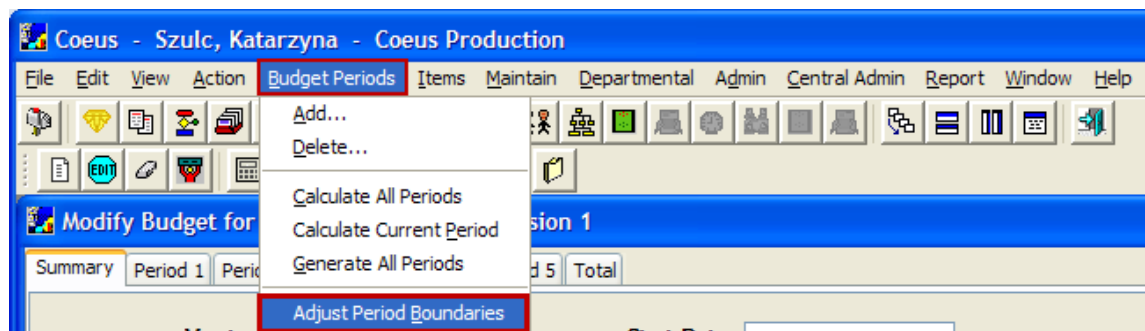 Coeus - Szulc, Katarzyna - Coeus Production
File Edit View Action Budget Periods Items Maintain Departmental Admin Central Admin Report Window Help
Add...
EDIT
Delete...
Calculate All Periods
Modify Budget for sion 1
Calculate Current Period
Summary Period 1 Perio d 5 Total
Generate All Periods
Adjust Period Boundaries